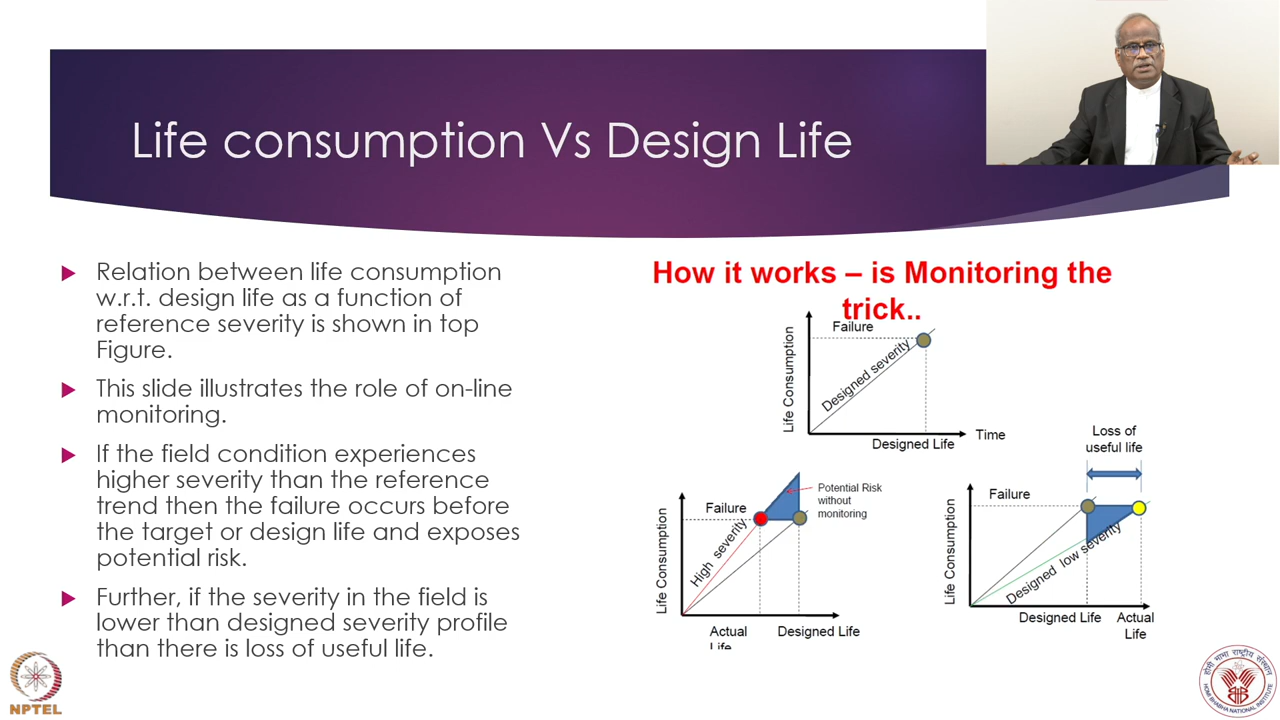 Life consumption Vs Design Life
Relation between life consumption
w.r.t. design life as a function of
reference severity is shown in top
Figure.
This slide illustrates the role of on-line
monitoring.
If the field condition experiences
higher severity than the reference
trend then the failure occurs before
the target or design life and exposes
potential risk.
Further, if the severity in the field is
lower than designed severity profile
than there is loss of useful life.
How it works – is Monitoring the
trick..
Failure
Life Consumption
Designed severity
Designed Life
Time
Failure
Life Consumption
High severity
Potential Risk
without
monitoring
Actual
Life
Designed Life
Loss of
useful life
Failure
Life Consumption
Designed low severity
Designed Life
Actual
Life
NPTEL
होमी भाभा राष्ट्रीय संस्थान
HOMI BHABHA NATIONAL INSTITUTE